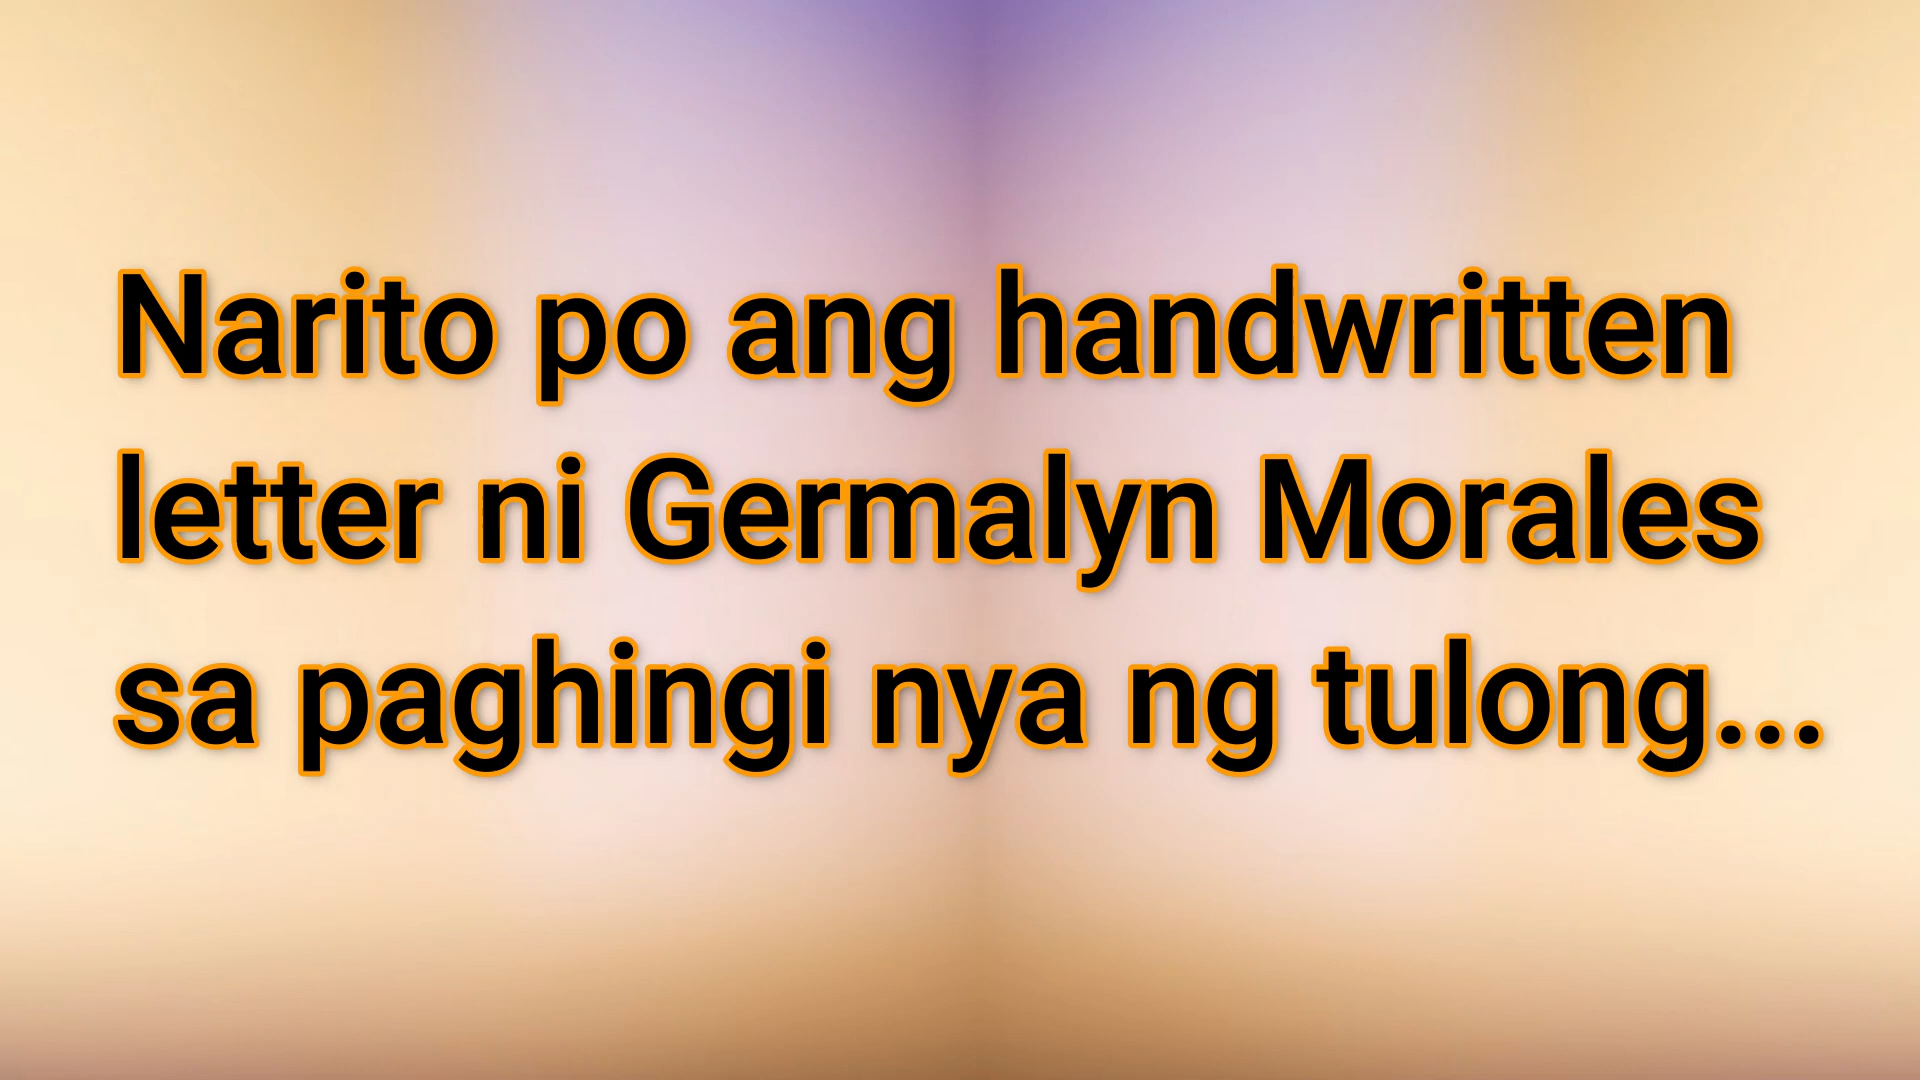 Narito po ang handwritten
letter ni Germalyn Morales
sa paghingi nya ng tulong...